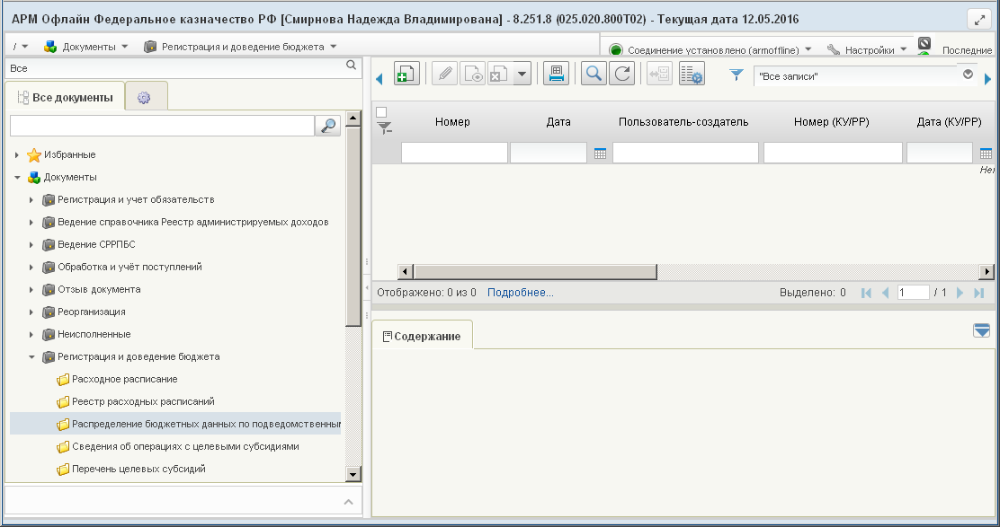 АРМ Офлайн Федеральное казначейство РФ [Смирнова Надежда Владимировна] - 8.251.8 (025.020.800T02) - Текущая дата 12.05.2016
/ Документы Регистрация и доведение бюджета
Соединение установлено (armoffline) Настройки Последние
Все
"Все записи"
Все документы
Номер Дата Пользователь-создатель Номер (КУ/РР) Дата (КУ/РР)
Избранные
Документы
Регистрация и учет обязательств
Ведение справочника Реестр администрируемых доходов
Ведение СРРПБС
Обработка и учёт поступлений
Отзыв документа
Реорганизация
Неисполненные
Регистрация и доведение бюджета
Расходное расписание
Реестр расходных расписаний
Распределение бюджетных данных по подведомственны
Сведения об операциях с целевыми субсидиями
Перечень целевых субсидий
Отображено: 0 из 0 Подробнее... Выделено: 0 1 / 1
Содержание